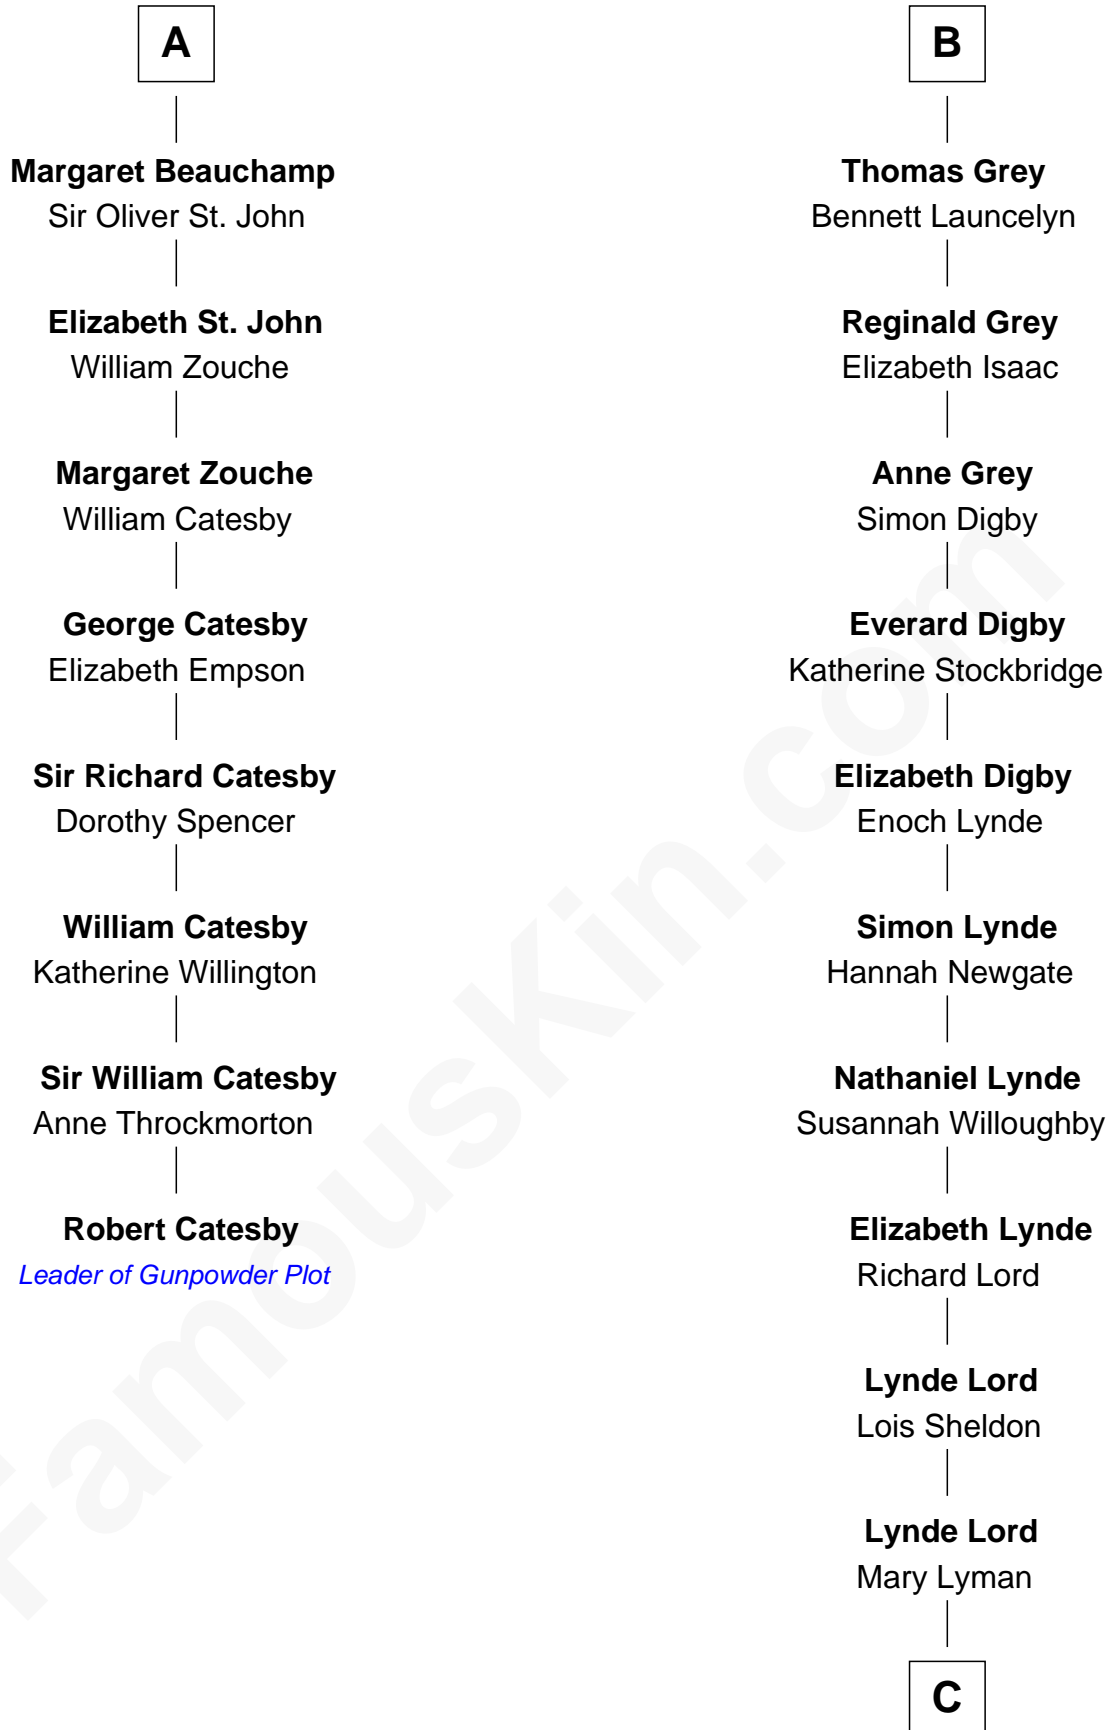 A
Margaret Beauchamp
Sir Oliver St. John
Elizabeth St. John
William Zouche
Margaret Zouche
William Catesby
George Catesby
Elizabeth Empson
Sir Richard Catesby
Dorothy Spencer
William Catesby
Katherine Willington
Sir William Catesby
Anne Throckmorton
Robert Catesby
Leader of Gunpowder Plot
B
Thomas Grey
Bennett Launcelyn
Reginald Grey
Elizabeth Isaac
Anne Grey
Simon Digby
Everard Digby
Katherine Stockbridge
Elizabeth Digby
Enoch Lynde
Simon Lynde
Hannah Newgate
Nathaniel Lynde
Susannah Willoughby
Elizabeth Lynde
Richard Lord
Lynde Lord
Lois Sheldon
Lynde Lord
Mary Lyman
C
FamousKin.com